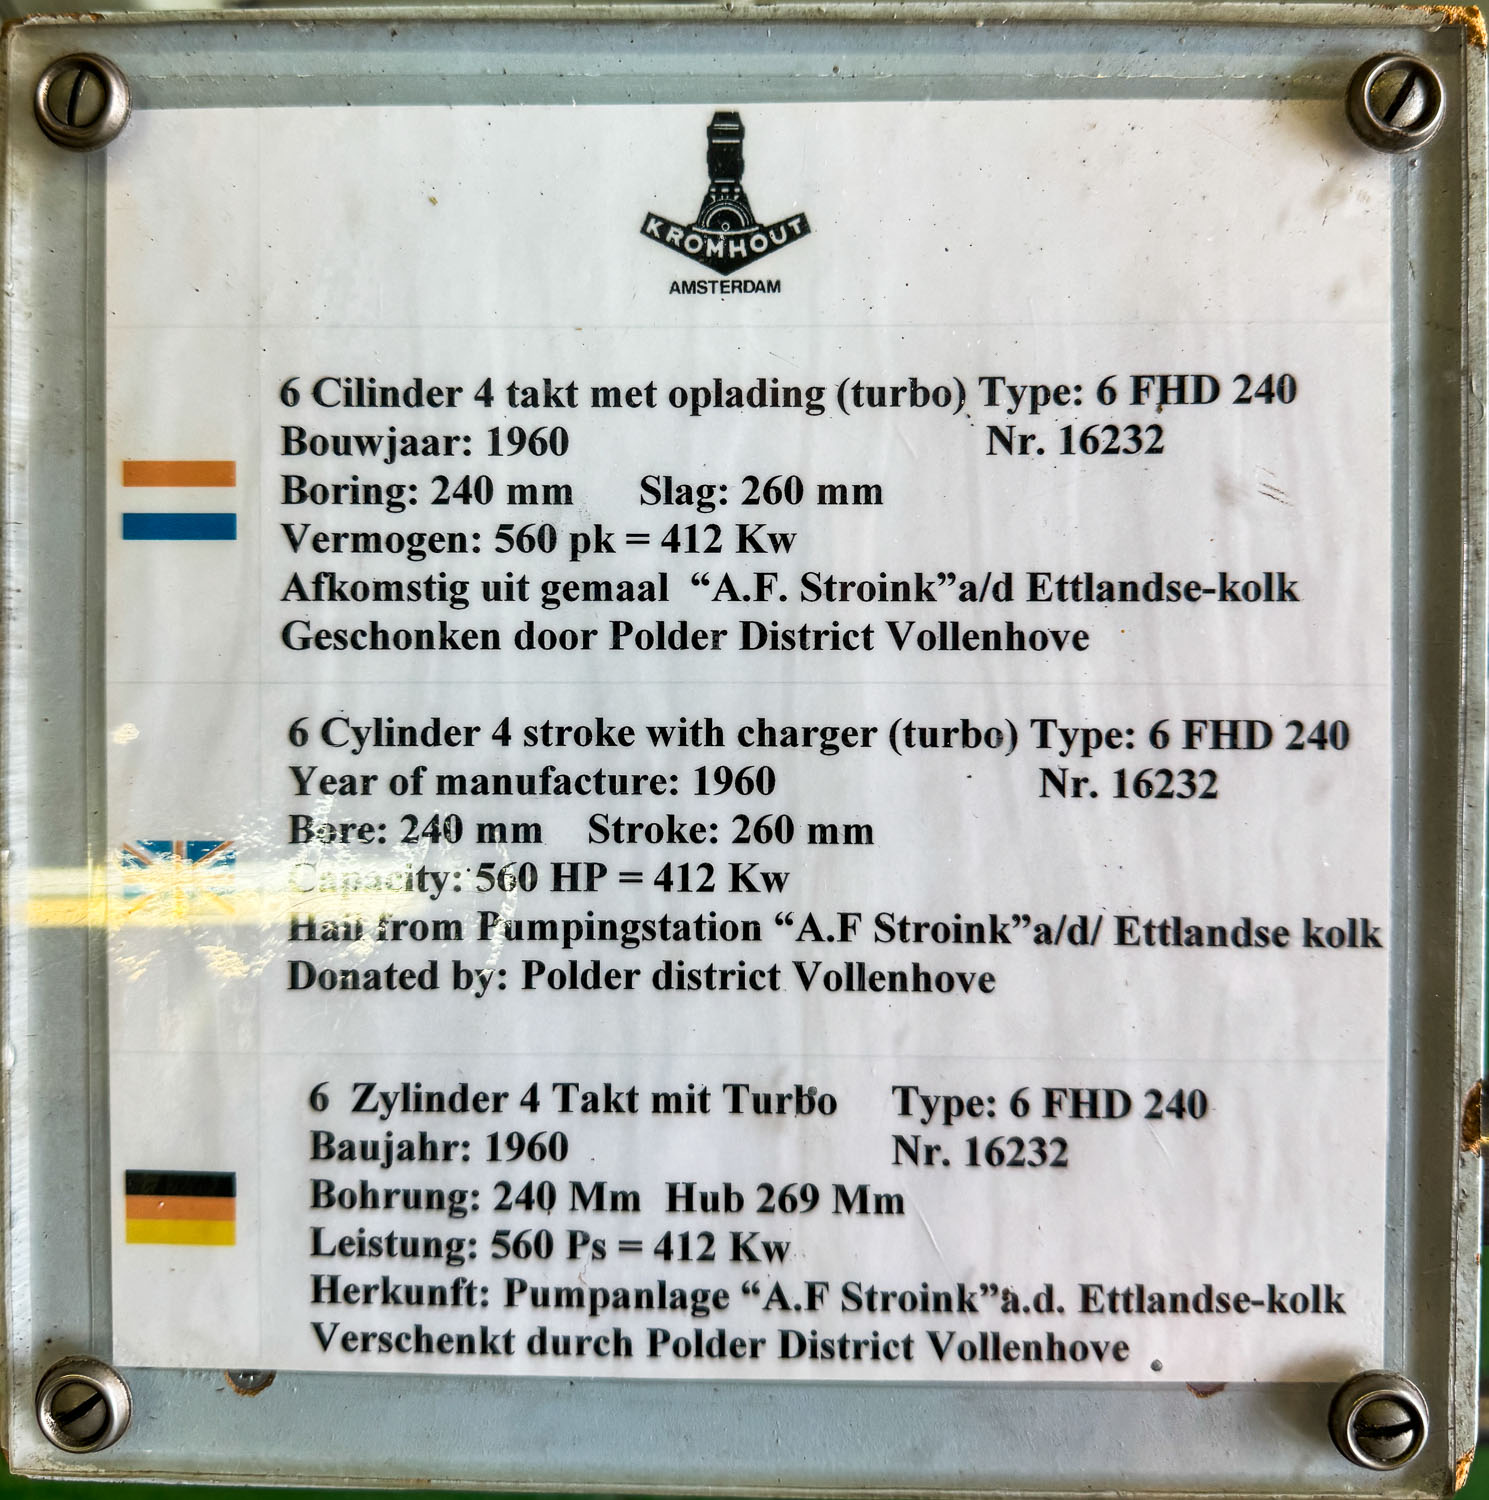 KROMHOUT
AMSTERDAM
6 Cilinder 4 takt met oplading (turbo) Type: 6 FHD 240
Bouwjaar: 1960 Nr. 16232
Boring: 240 mm Slag: 260 mm
Vermogen: 560 pk = 412 Kw
Afkomstig uit gemaal “A.F. Stroink”a/d Ettlandse-kolk
Geschonken door Polder District Vollenhove
6 Cylinder 4 stroke with charger (turbo) Type: 6 FHD 240
Year of manufacture: 1960 Nr. 16232
Bore: 240 mm Stroke: 260 mm
Capacity: 560 HP = 412 Kw
Hail from Pumpingstation “A.F Stroink”a/d/ Ettlandse kolk
Donated by: Polder district Vollenhove
6 Zylinder 4 Takt mit Turbo Type: 6 FHD 240
Baujahr: 1960 Nr. 16232
Bohrung: 240 Mm Hub 269 Mm
Leistung: 560 Ps = 412 Kw
Herkunft: Pumpanlage “A.F Stroink”a.d. Ettlandse-kolk
Verschenkt durch Polder District Vollenhove